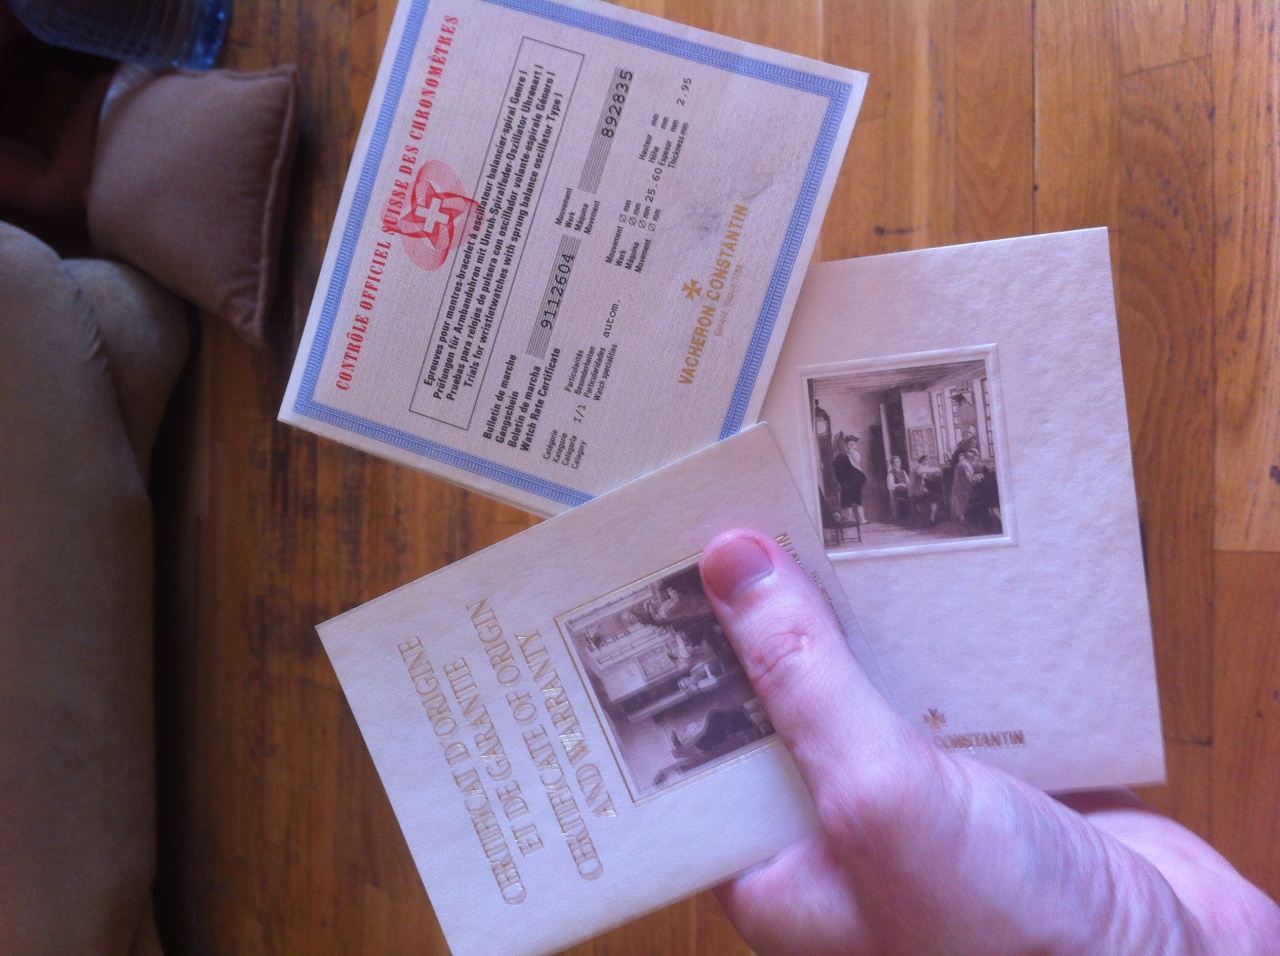 CONTRÔLE OFFICIEL SUISSE DES CHRONOMÈTRES
Epreuves pour montres-bracelet à oscillateur balancier-spiral Genre I
Prüfungen für Armbanduhren mit Unruh-Spiralfeder-Oszillator Uhrenart I
Pruebas para relojes de pulsera con oscillador volante-espirale Género I
Trials for wristletwatches with sprung balance oscillator Type I
Bulletin de marche
Gangschein
Boletín de marcha
Watch Rate Certificate
9112604
Mouvement
Werk
Máquina
Movement
892835
Catégorie
Kategorie
Categoria
Category
1/1
Particularités
Besonderheiten
Particularidades
Watch specialities
autom.
Mouvement ∅ mm
Werk ∅ mm
Máquina ∅ mm
Movement ∅ mm
25.60
Hauteur mm
Höhe mm
Espesor mm
Thickness mm
2.95
VACHERON CONSTANTIN
CERTIFICAT D'ORIGINE
ET DE GARANTIE
CERTIFICATE OF ORIGIN
AND WARRANTY
CONSTANTIN